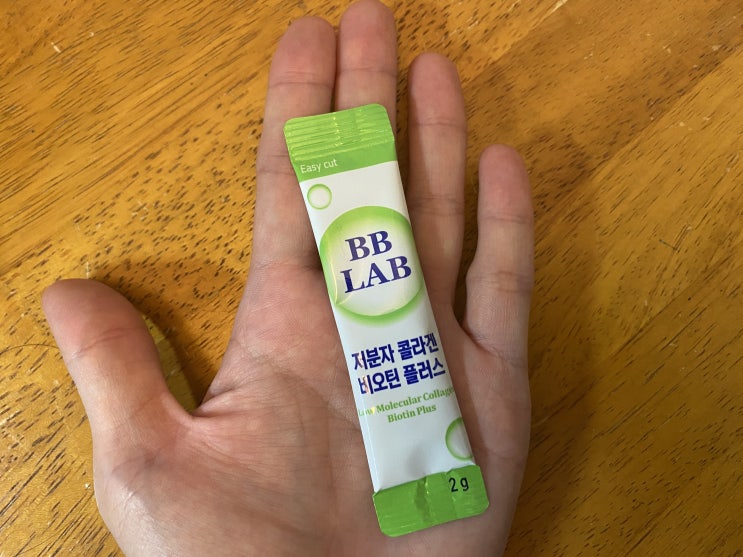 Easy cut
BB
LAB
저분자 콜라겐
비오틴 플러스
Low Molecular Collagen
Biotin Plus
2g